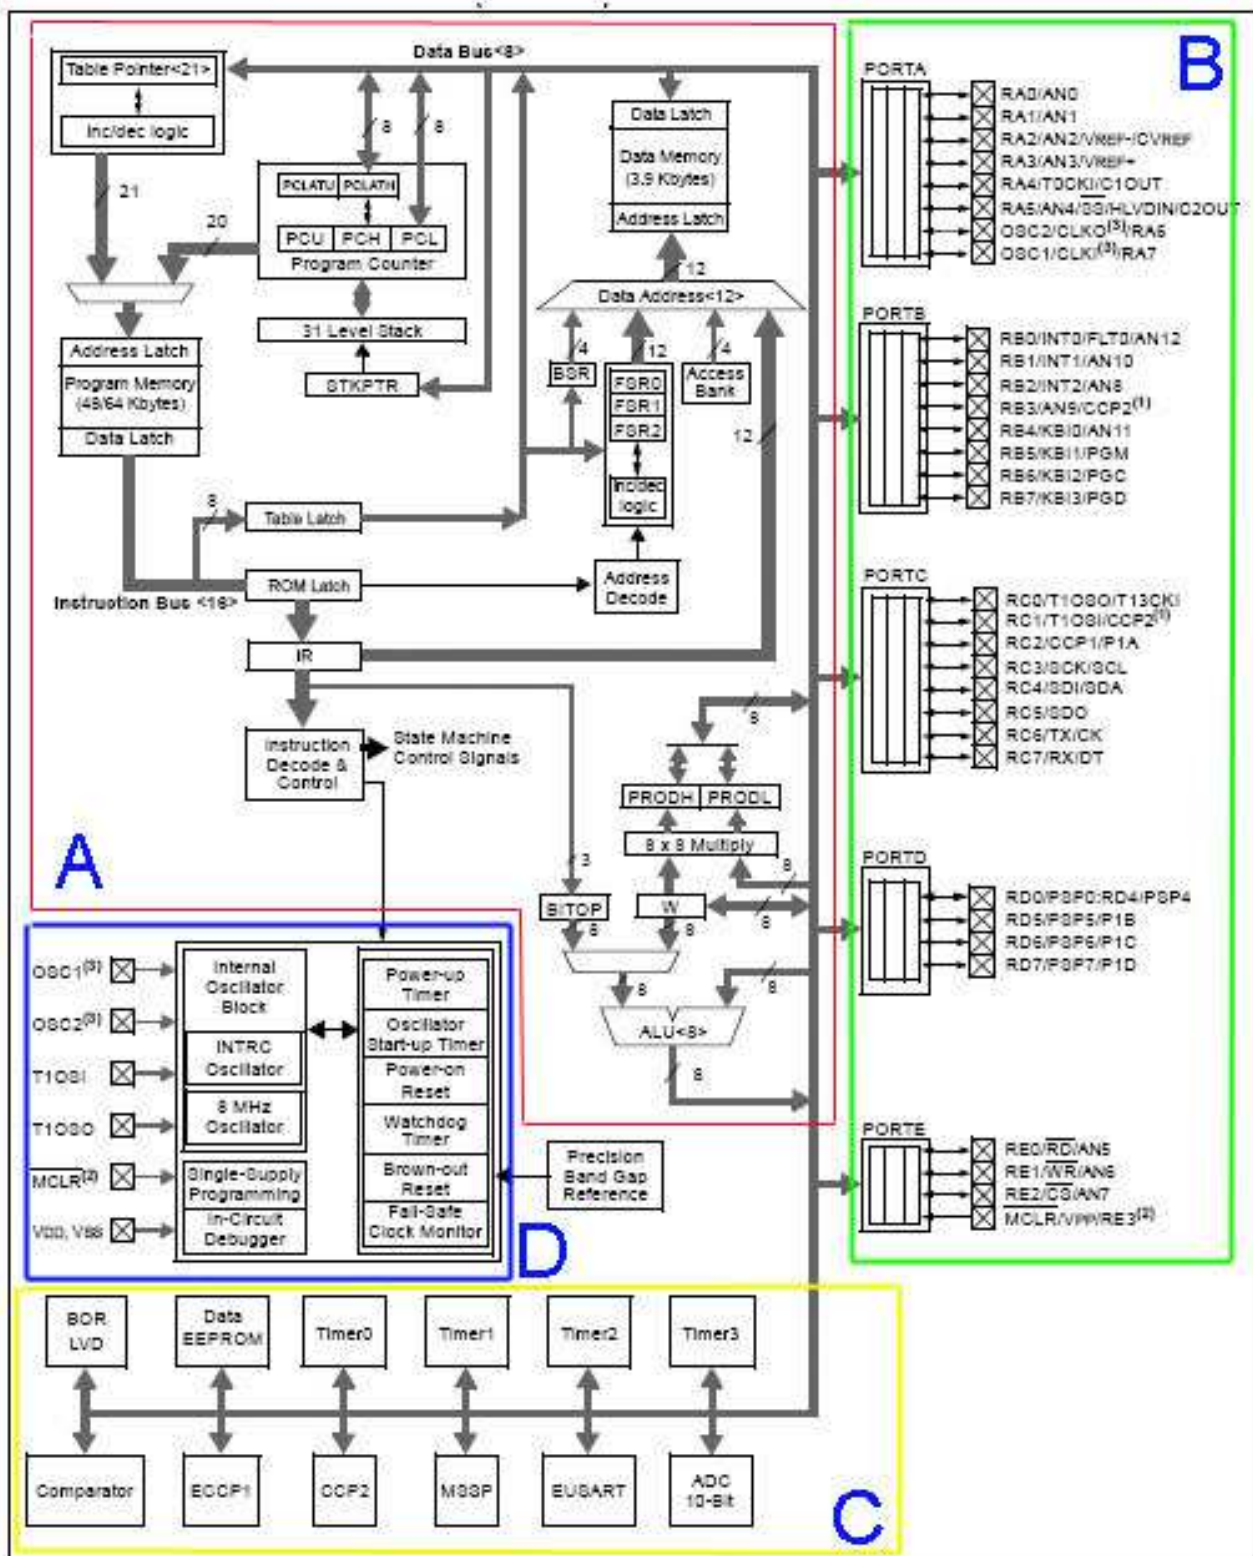 Data Bus<8>
Table Pointer<21>
inc/dec logic
21
20
8
8
PCLATU PCLATH
PCU PCH PCL
Program Counter
31 Level Stack
STKPTR
Data Latch
Data Memory
(3.9 Kbytes)
Address Latch
12
Data Address<12>
4
12
4
BSR
FSR0
FSR1
FSR2
inc/dec
logic
Access
Bank
12
Address Latch
Program Memory
(48/64 Kbytes)
Data Latch
8
Table Latch
ROM Latch
Instruction Bus <16>
Address
Decode
IR
Instruction
Decode &
Control
State Machine
Control Signals
8
PRODH PRODL
8 x 8 Multiply
3
8
BITOP
W
8
8
8
8
8
ALU<8>
8
A
PORTA
RA0/AN0
RA1/AN1
RA2/AN2/VREF-/CVREF
RA3/AN3/VREF+
RA4/T0CKI/C1OUT
RA5/AN4/SS/HLVDIN/C2OUT
OSC2/CLKO(3)/RA6
OSC1/CLKI(3)/RA7
B
PORTB
RB0/INT0/FLT0/AN12
RB1/INT1/AN10
RB2/INT2/AN8
RB3/AN9/CCP2(1)
RB4/KBI0/AN11
RB5/KBI1/PGM
RB6/KBI2/PGC
RB7/KBI3/PGD
PORTC
RC0/T1OSO/T13CKI
RC1/T1OSI/CCP2(1)
RC2/CCP1/P1A
RC3/SCK/SCL
RC4/SDI/SDA
RC5/SDO
RC6/TX/CK
RC7/RX/DT
PORTD
RD0/PSP0:RD4/PSP4
RD5/PSP5/P1B
RD6/PSP6/P1C
RD7/PSP7/P1D
PORTE
RE0/RD/AN5
RE1/WR/AN6
RE2/CS/AN7
MCLR/VPP/RE3(2)
OSC1(3)
OSC2(3)
T1OSI
T1OSO
MCLR(2)
VDD, VSS
Internal
Oscillator
Block
INTRC
Oscillator
8 MHz
Oscillator
Single-Supply
Programming
In-Circuit
Debugger
Power-up
Timer
Oscillator
Start-up Timer
Power-on
Reset
Watchdog
Timer
Brown-out
Reset
Fail-Safe
Clock Monitor
Precision
Band Gap
Reference
D
BOR
LVD
Data
EEPROM
Timer0
Timer1
Timer2
Timer3
Comparator
ECCP1
CCP2
MSSP
EUSART
ADC
10-Bit
C